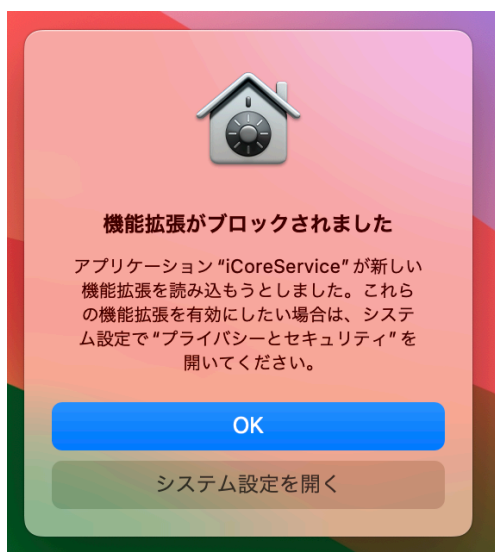 機能拡張がブロックされました
アプリケーション “iCoreService” が新しい
機能拡張を読み込もうとしました。これら
の機能拡張を有効にしたい場合は、システ
ム設定で “プライバシーとセキュリティ” を
開いてください。
OK
システム設定を開く